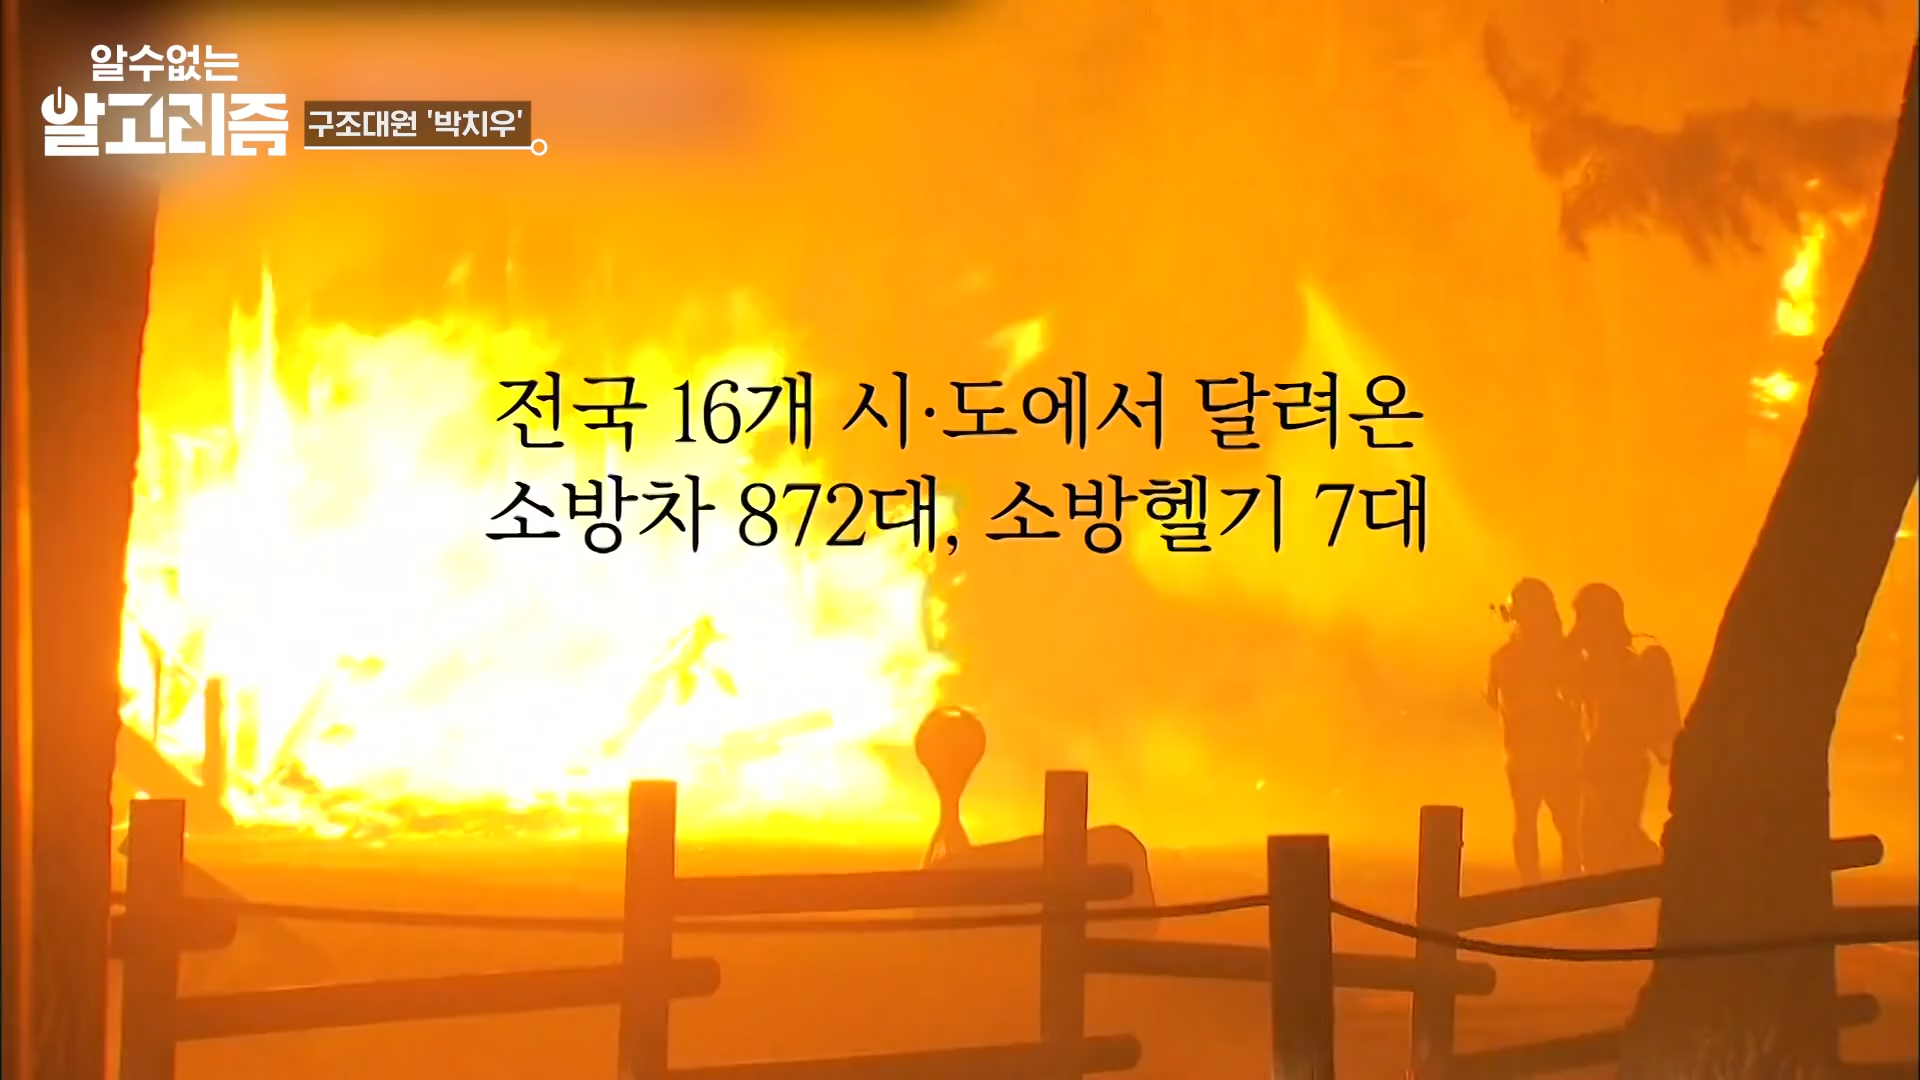 알수없는
알고리즘
구조대원 '박치우'
전국 16개 시·도에서 달려온
소방차 872대, 소방헬기 7대